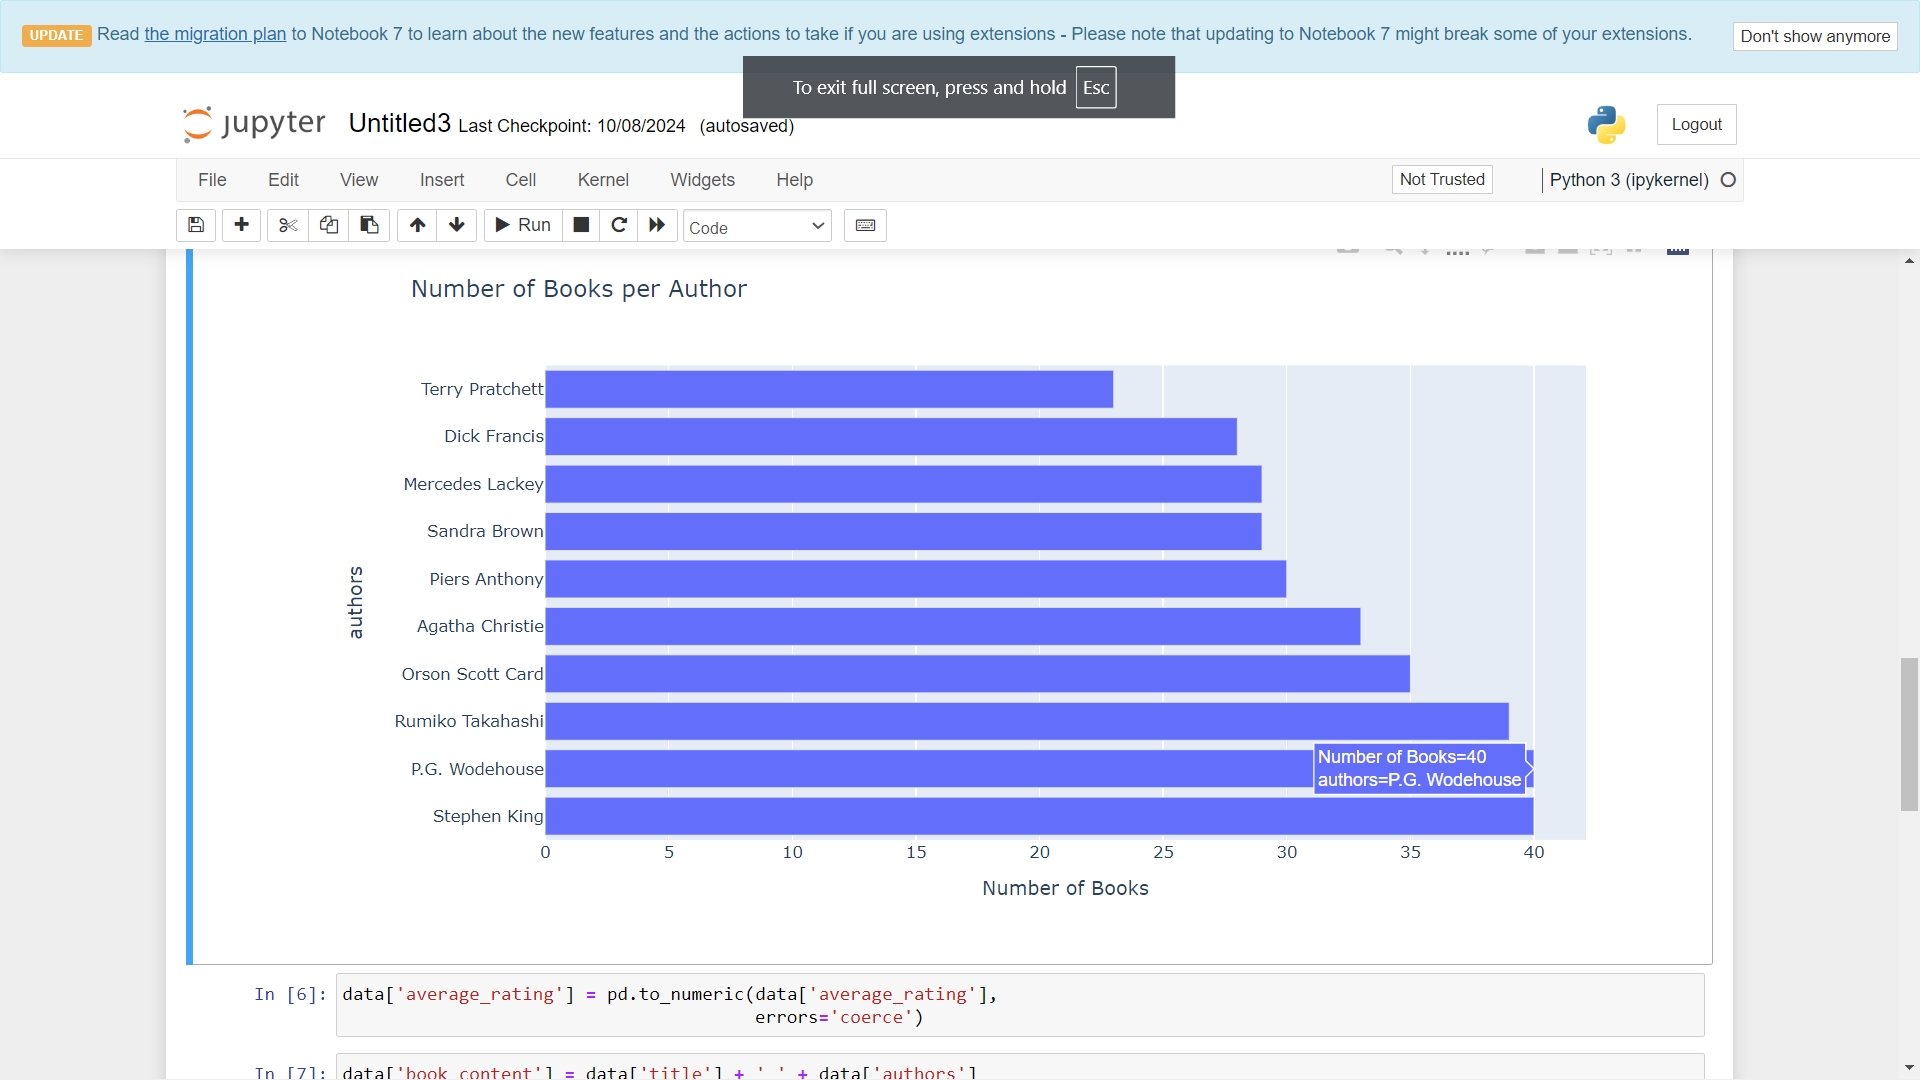 UPDATE Read the migration plan to Notebook 7 to learn about the new features and the actions to take if you are using extensions - Please note that updating to Notebook 7 might break some of your extensions.
Don't show anymore
To exit full screen, press and hold Esc
jupyter Untitled3 Last Checkpoint: 10/08/2024 (autosaved)
Logout
File Edit View Insert Cell Kernel Widgets Help
Not Trusted
Python 3 (ipykernel)
Run
Code
Number of Books per Author
authors
Terry Pratchett
Dick Francis
Mercedes Lackey
Sandra Brown
Piers Anthony
Agatha Christie
Orson Scott Card
Rumiko Takahashi
P.G. Wodehouse
Number of Books=40
authors=P.G. Wodehouse
Stephen King
0 5 10 15 20 25 30 35 40
Number of Books
In [6]: data['average_rating'] = pd.to_numeric(data['average_rating'],
errors='coerce')
In [7]: data['book_content'] = data['title'] + ' ' + data['authors']